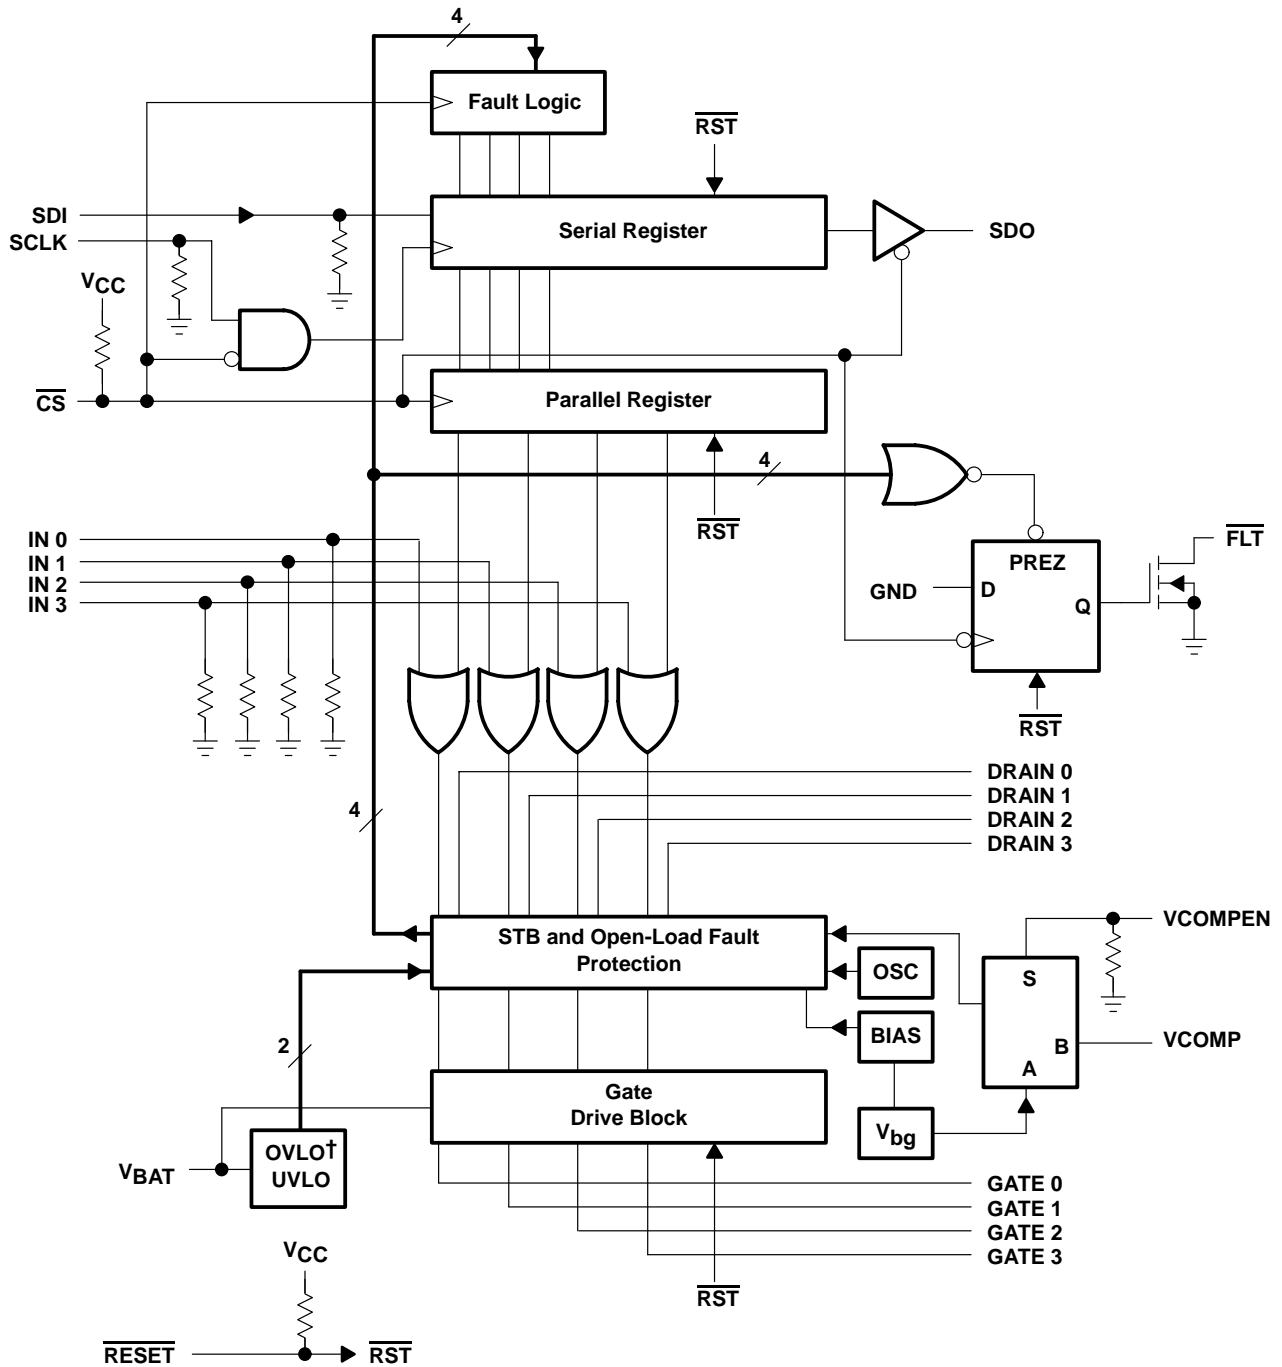 4
Fault Logic
RST
SDI
SCLK
Serial Register
SDO
VCC
CS
Parallel Register
4
RST
IN 0
IN 1
IN 2
IN 3
FLT
PREZ
GND
D
Q
RST
DRAIN 0
DRAIN 1
DRAIN 2
DRAIN 3
4
STB and Open-Load Fault
Protection
VCOMPEN
OSC
S
BIAS
B
VCOMP
A
2
Gate
Drive Block
Vbg
VBAT
OVLO†
UVLO
GATE 0
GATE 1
GATE 2
GATE 3
VCC
RST
RESET
RST